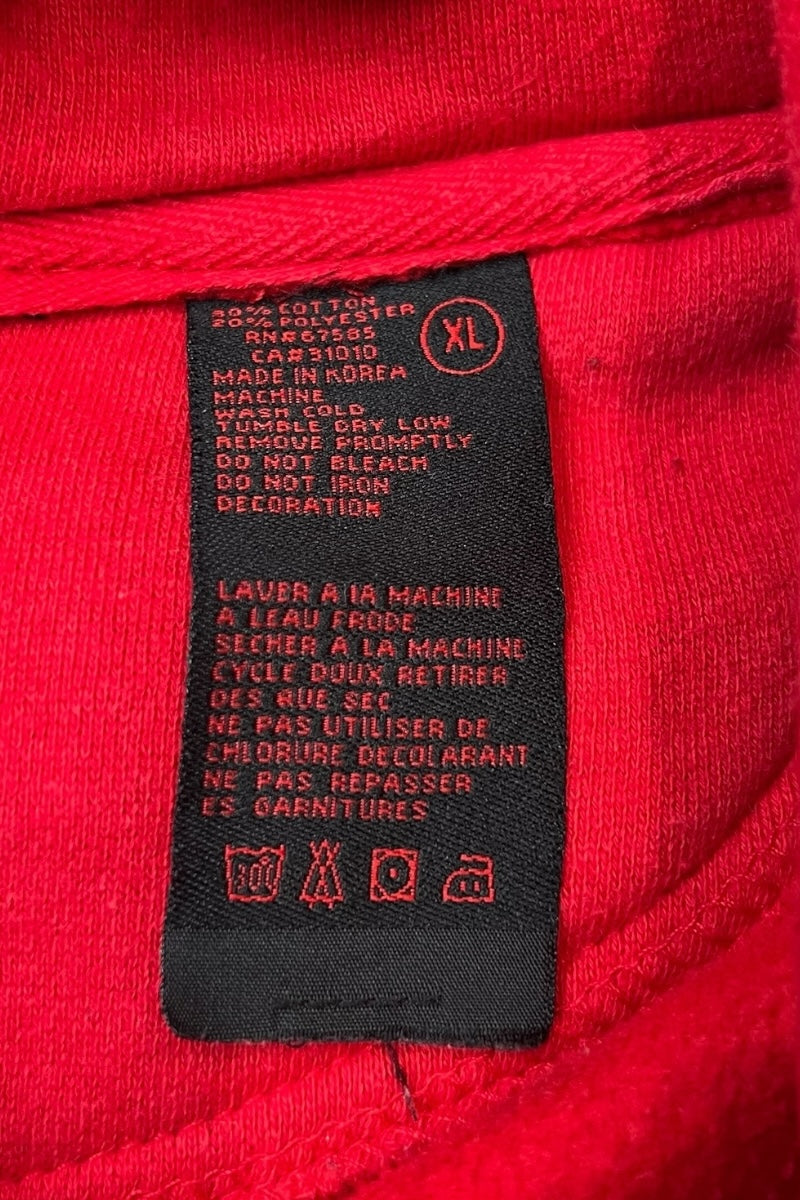 80% COTTON
20% POLYESTER
RN#67585
CA#31010
XL
MADE IN KOREA
MACHINE
WASH COLD
TUMBLE DRY LOW
REMOVE PROMPTLY
DO NOT BLEACH
DO NOT IRON
DECORATION
LAVER A LA MACHINE
A LEAU FRODE
SECHER A LA MACHINE
CYCLE DOUX RETIRER
DES QUE SEC
NE PAS UTILISER DE
CHLORURE DECOLARANT
NE PAS REPASSER
ES GARNITURES